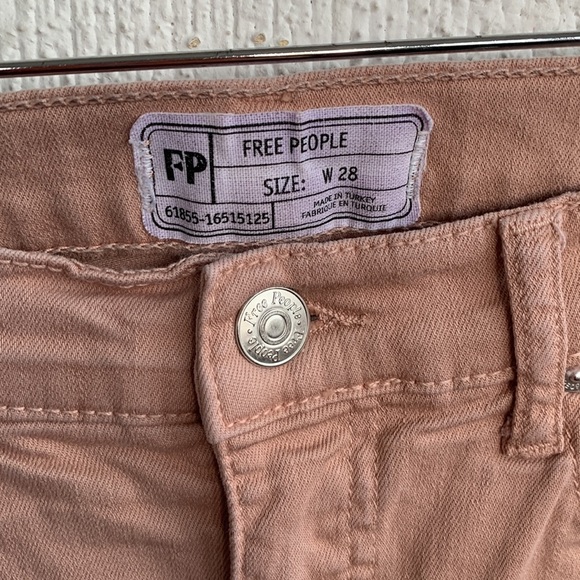 FP
FREE PEOPLE
SIZE: W 28
61855-16515125
MADE IN TURKEY
FABRIQUE EN TURQUIE
Free People
Free People